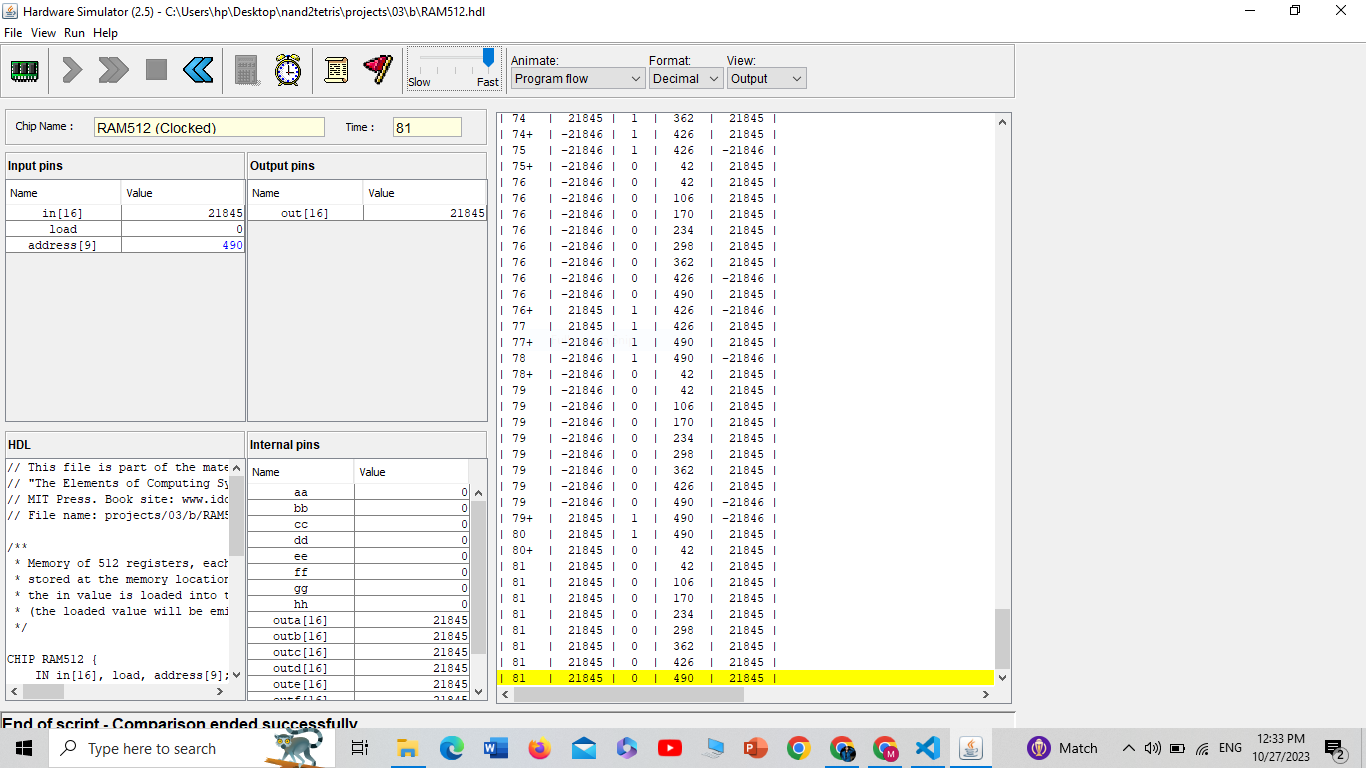 Hardware Simulator (2.5) - C:\Users\hp\Desktop\nand2tetris\projects\03\b\RAM512.hdl
File View Run Help
Animate: Format: View:
Slow Fast Program flow Decimal Output
Chip Name : RAM512 (Clocked) Time : 81
Input pins
Name Value
in[16] 21845
load 0
address[9] 490
Output pins
Name Value
out[16] 21845
HDL
// This file is part of the mate
// "The Elements of Computing Sy
// MIT Press. Book site: www.idc
// File name: projects/03/b/RAM5
/**
* Memory of 512 registers, each
* stored at the memory location
* the in value is loaded into t
* (the loaded value will be emi
*/
CHIP RAM512 {
IN in[16], load, address[9];
Internal pins
Name Value
aa 0
bb 0
cc 0
dd 0
ee 0
ff 0
gg 0
hh 0
outa[16] 21845
outb[16] 21845
outc[16] 21845
outd[16] 21845
oute[16] 21845
outf[16] 21845
| 74 | 21845 | 1 | 362 | 21845 |
| 74+ | -21846 | 1 | 426 | 21845 |
| 75 | -21846 | 1 | 426 | -21846 |
| 75+ | -21846 | 0 | 42 | 21845 |
| 76 | -21846 | 0 | 42 | 21845 |
| 76 | -21846 | 0 | 106 | 21845 |
| 76 | -21846 | 0 | 170 | 21845 |
| 76 | -21846 | 0 | 234 | 21845 |
| 76 | -21846 | 0 | 298 | 21845 |
| 76 | -21846 | 0 | 362 | 21845 |
| 76 | -21846 | 0 | 426 | -21846 |
| 76 | -21846 | 0 | 490 | 21845 |
| 76+ | 21845 | 1 | 426 | -21846 |
| 77 | 21845 | 1 | 426 | 21845 |
| 77+ | -21846 | 1 | 490 | 21845 |
| 78 | -21846 | 1 | 490 | -21846 |
| 78+ | -21846 | 0 | 42 | 21845 |
| 79 | -21846 | 0 | 42 | 21845 |
| 79 | -21846 | 0 | 106 | 21845 |
| 79 | -21846 | 0 | 170 | 21845 |
| 79 | -21846 | 0 | 234 | 21845 |
| 79 | -21846 | 0 | 298 | 21845 |
| 79 | -21846 | 0 | 362 | 21845 |
| 79 | -21846 | 0 | 426 | 21845 |
| 79 | -21846 | 0 | 490 | -21846 |
| 79+ | 21845 | 1 | 490 | -21846 |
| 80 | 21845 | 1 | 490 | 21845 |
| 80+ | 21845 | 0 | 42 | 21845 |
| 81 | 21845 | 0 | 42 | 21845 |
| 81 | 21845 | 0 | 106 | 21845 |
| 81 | 21845 | 0 | 170 | 21845 |
| 81 | 21845 | 0 | 234 | 21845 |
| 81 | 21845 | 0 | 298 | 21845 |
| 81 | 21845 | 0 | 362 | 21845 |
| 81 | 21845 | 0 | 426 | 21845 |
| 81 | 21845 | 0 | 490 | 21845 |
End of script - Comparison ended successfully
Type here to search
Match
ENG
12:33 PM
10/27/2023
2